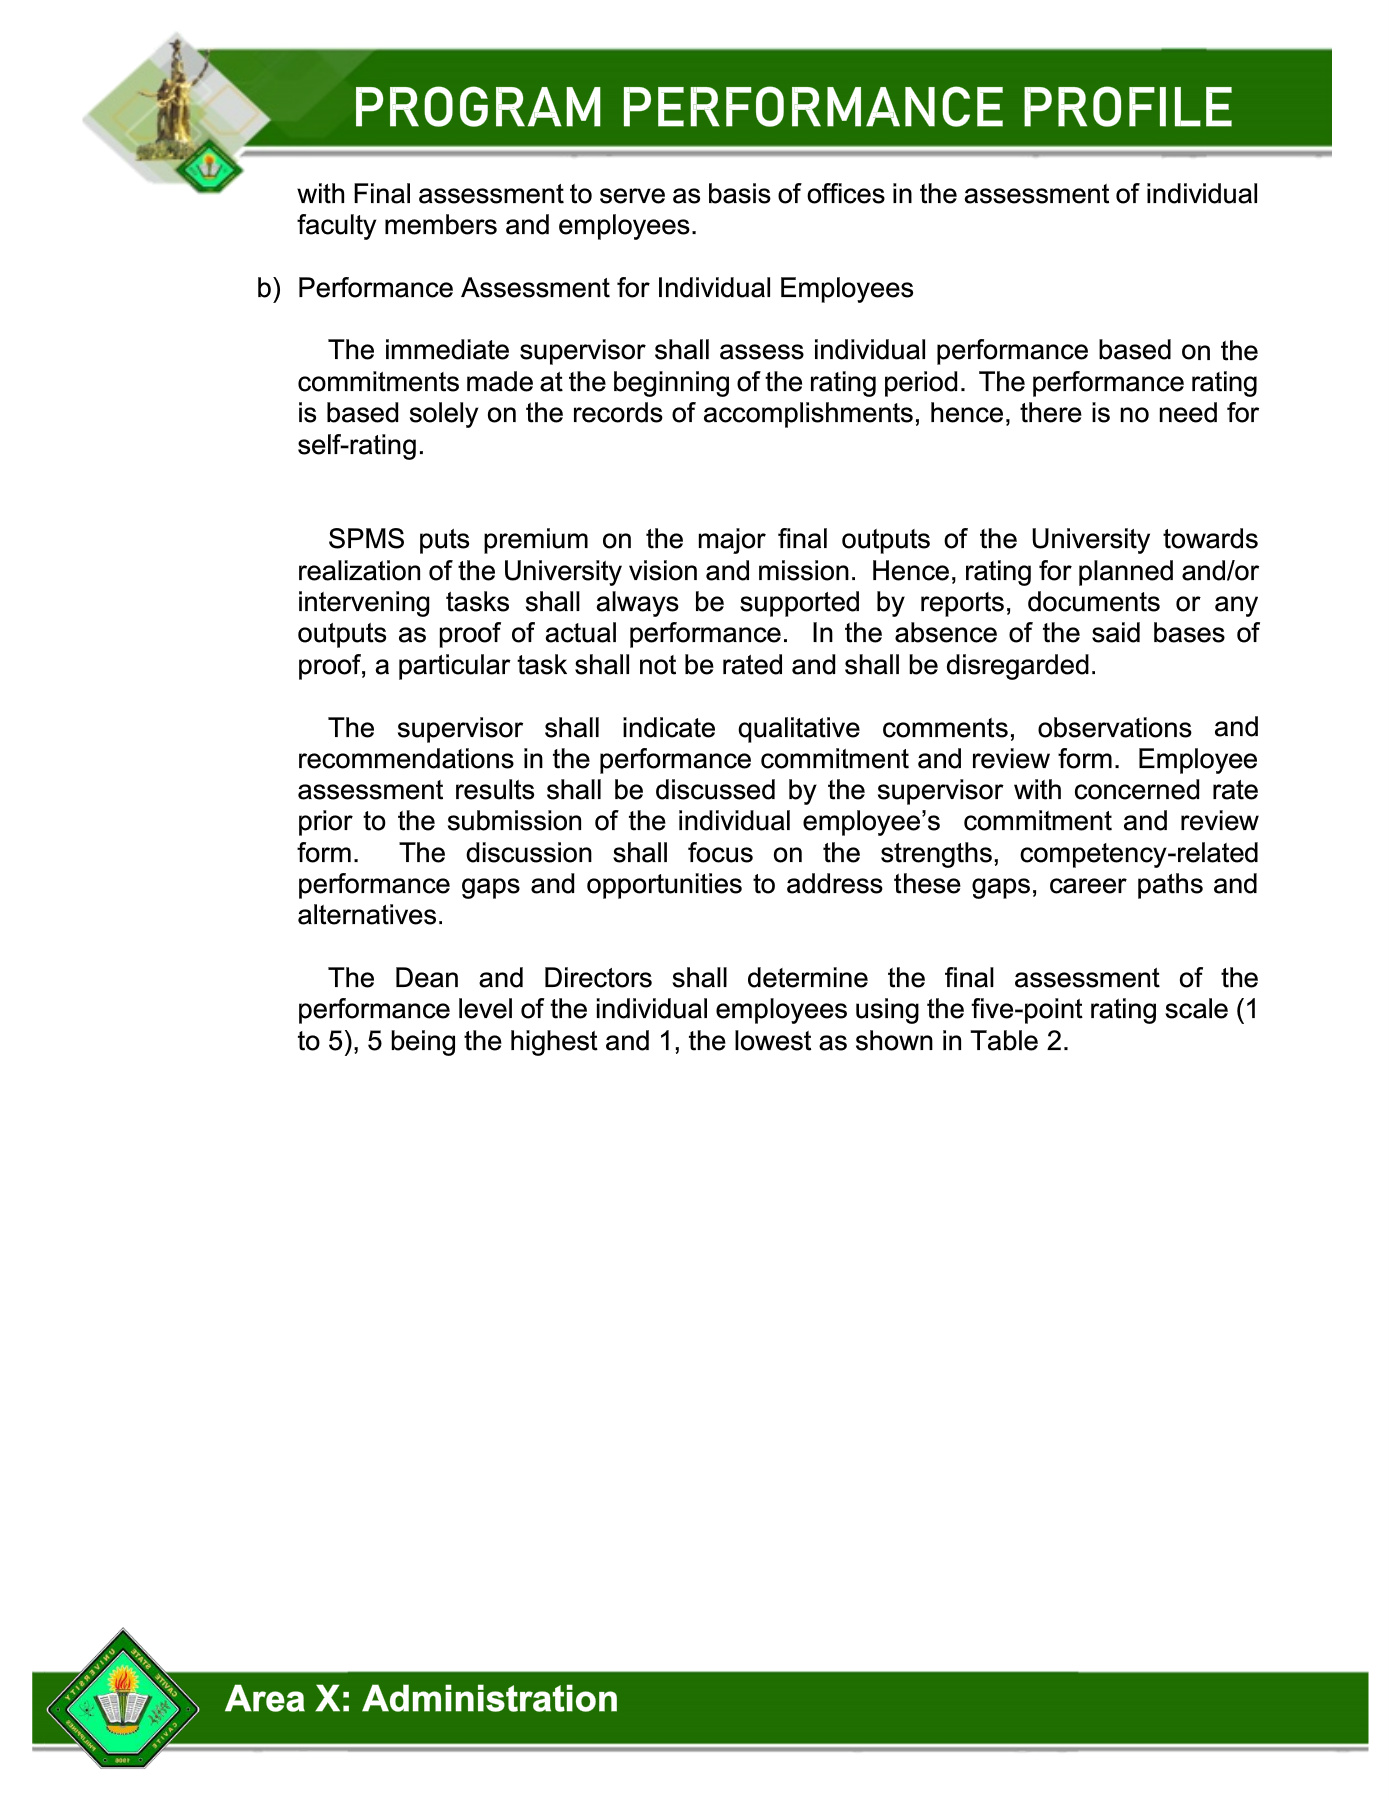 PROGRAM PERFORMANCE PROFILE
with Final assessment to serve as basis of offices in the assessment of individual
faculty members and employees.
b) Performance Assessment for Individual Employees
The immediate supervisor shall assess individual performance based on the
commitments made at the beginning of the rating period. The performance rating
is based solely on the records of accomplishments, hence, there is no need for
self-rating.
SPMS puts premium on the major final outputs of the University towards
realization of the University vision and mission. Hence, rating for planned and/or
intervening tasks shall always be supported by reports, documents or any
outputs as proof of actual performance. In the absence of the said bases of
proof, a particular task shall not be rated and shall be disregarded.
The supervisor shall indicate qualitative comments, observations and
recommendations in the performance commitment and review form. Employee
assessment results shall be discussed by the supervisor with concerned rate
prior to the submission of the individual employee’s commitment and review
form. The discussion shall focus on the strengths, competency-related
performance gaps and opportunities to address these gaps, career paths and
alternatives.
The Dean and Directors shall determine the final assessment of the
performance level of the individual employees using the five-point rating scale (1
to 5), 5 being the highest and 1, the lowest as shown in Table 2.
CAVITE STATE UNIVERSITY
CAVITE
PHILIPPINES
1906
Area X: Administration